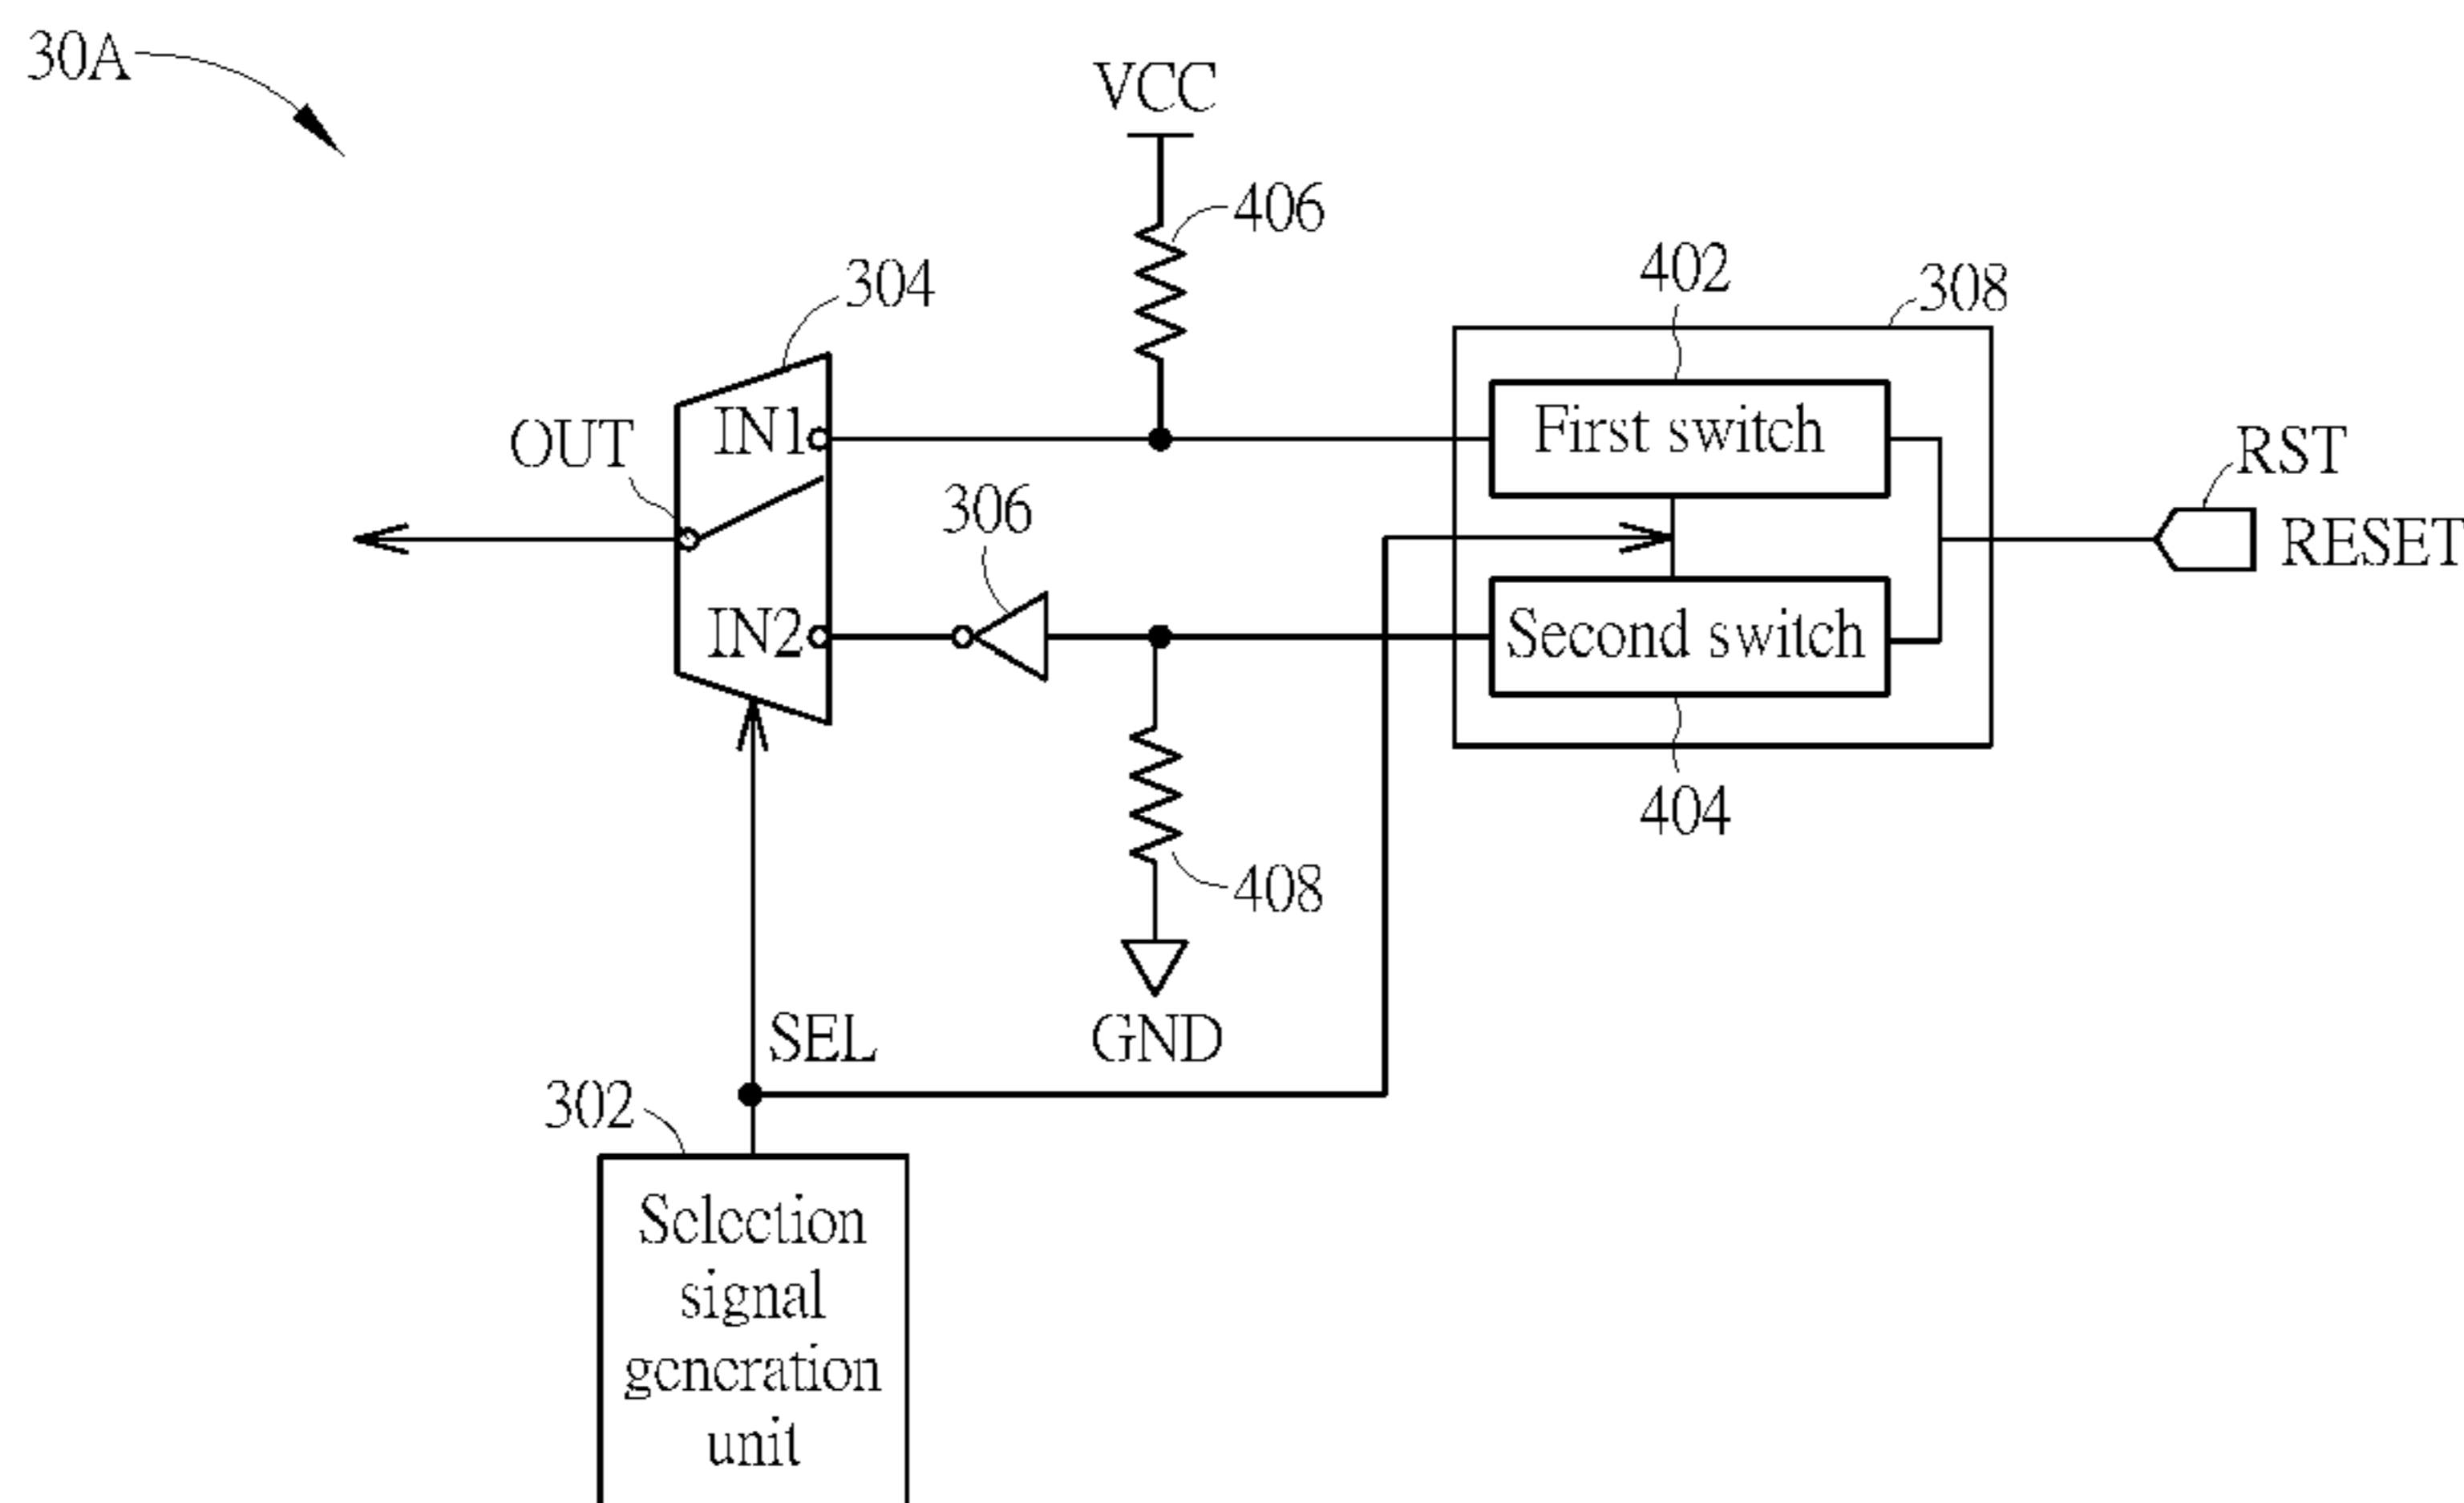 30A
VCC
406
304
402
308
IN1
First switch
OUT
RST
306
RESET
IN2
Second switch
404
408
GND
SEL
302
Selection
signal
generation
unit